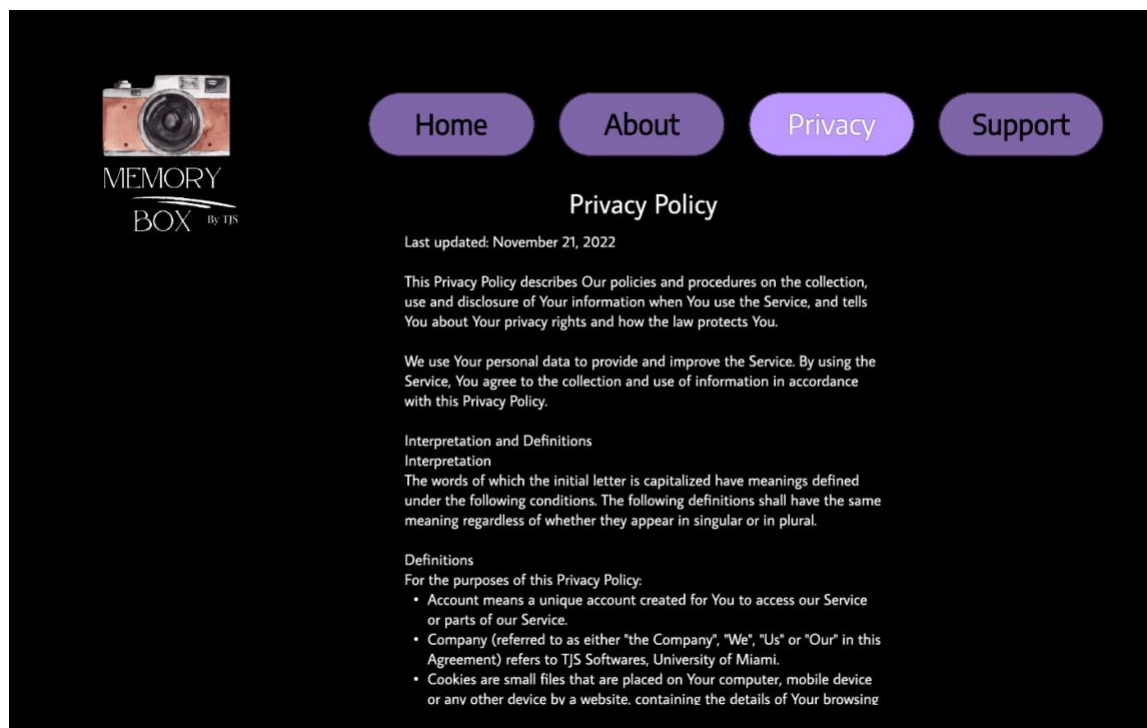 MEMORY
BOX By TJS
Home About Privacy Support
Privacy Policy
Last updated: November 21, 2022
This Privacy Policy describes Our policies and procedures on the collection,
use and disclosure of Your information when You use the Service, and tells
You about Your privacy rights and how the law protects You.
We use Your personal data to provide and improve the Service. By using the
Service, You agree to the collection and use of information in accordance
with this Privacy Policy.
Interpretation and Definitions
Interpretation
The words of which the initial letter is capitalized have meanings defined
under the following conditions. The following definitions shall have the same
meaning regardless of whether they appear in singular or in plural.
Definitions
For the purposes of this Privacy Policy:
• Account means a unique account created for You to access our Service
or parts of our Service.
• Company (referred to as either "the Company", "We", "Us" or "Our" in this
Agreement) refers to TJS Softwares, University of Miami.
• Cookies are small files that are placed on Your computer, mobile device
or any other device by a website, containing the details of Your browsing